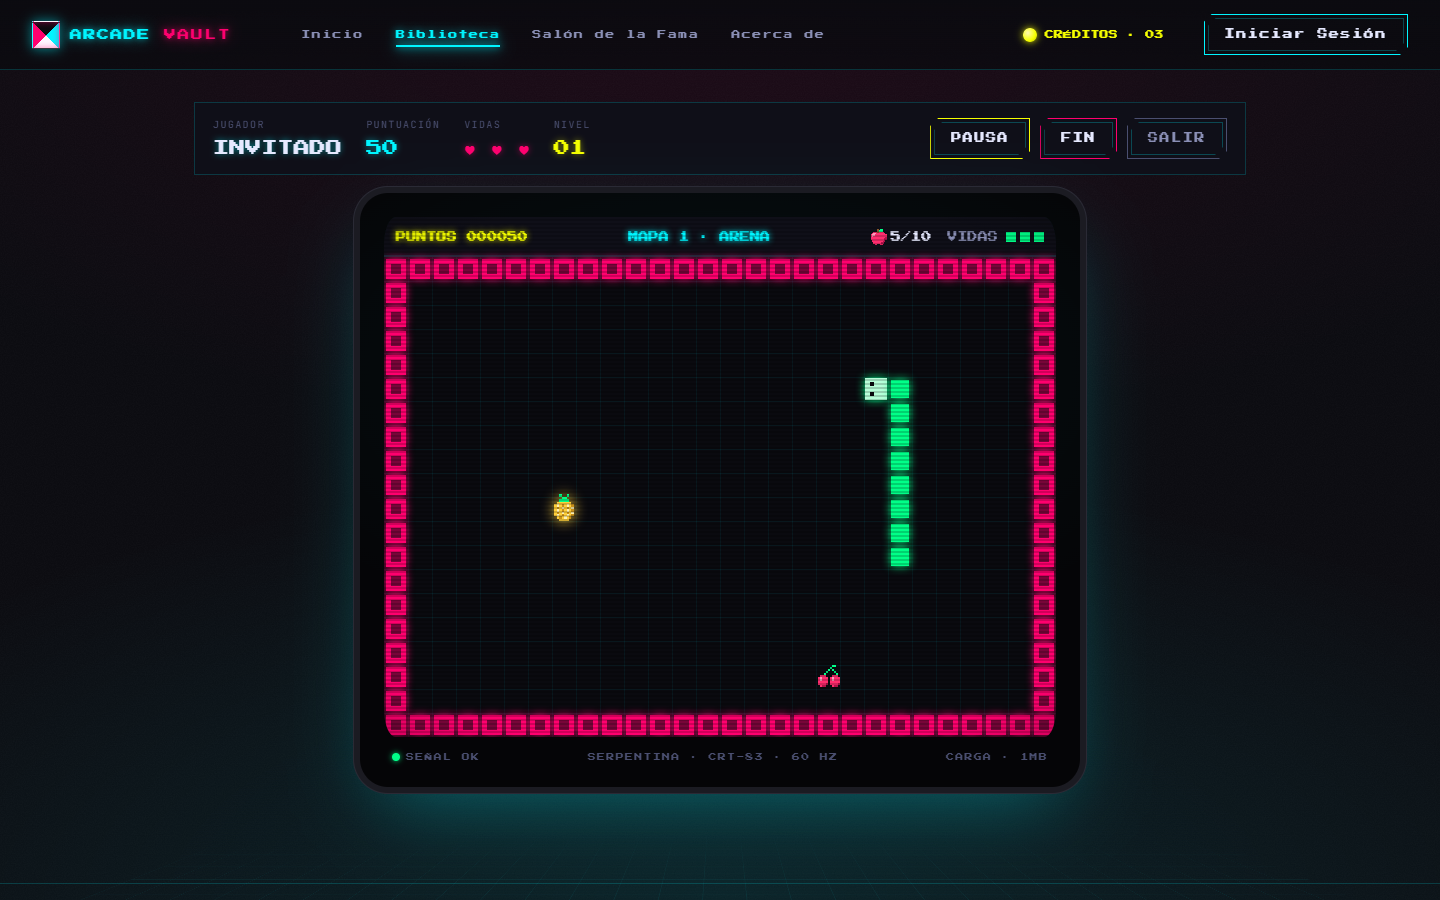 ARCADE VAULT
Inicio
Biblioteca
Salón de la Fama
Acerca de
CRéDITOS · 03
Iniciar Sesión
JUGADOR
INVITADO
PUNTUACIÓN
50
VIDAS
♥ ♥ ♥
NIVEL
01
PAUSA
FIN
SALIR
PUNTOS 000050
MAPA 1 · ARENA
5/10
VIDAS
SEÑAL OK
SERPENTINA · CRT-83 · 60 HZ
CARGA · 1MB